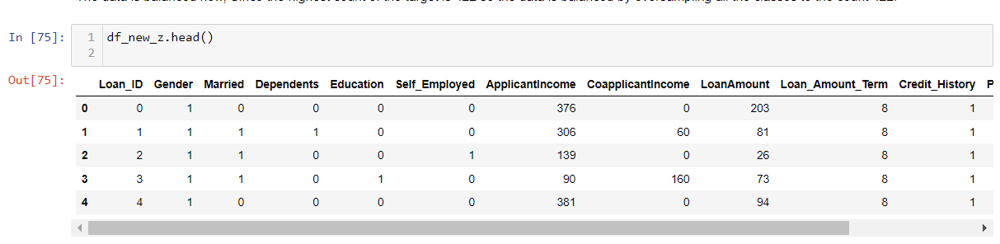 The data is balanced now, Since the highest count of the target is 422 so the data is balanced by oversampling all the classes to the count 422.
In [75]:
1 df_new_z.head()
2
Out[75]:
Loan_ID Gender Married Dependents Education Self_Employed ApplicantIncome CoapplicantIncome LoanAmount Loan_Amount_Term Credit_History P
0 0 1 0 0 0 0 376 0 203 8 1
1 1 1 1 1 0 0 306 60 81 8 1
2 2 1 1 0 0 1 139 0 26 8 1
3 3 1 1 0 1 0 90 160 73 8 1
4 4 1 0 0 0 0 381 0 94 8 1